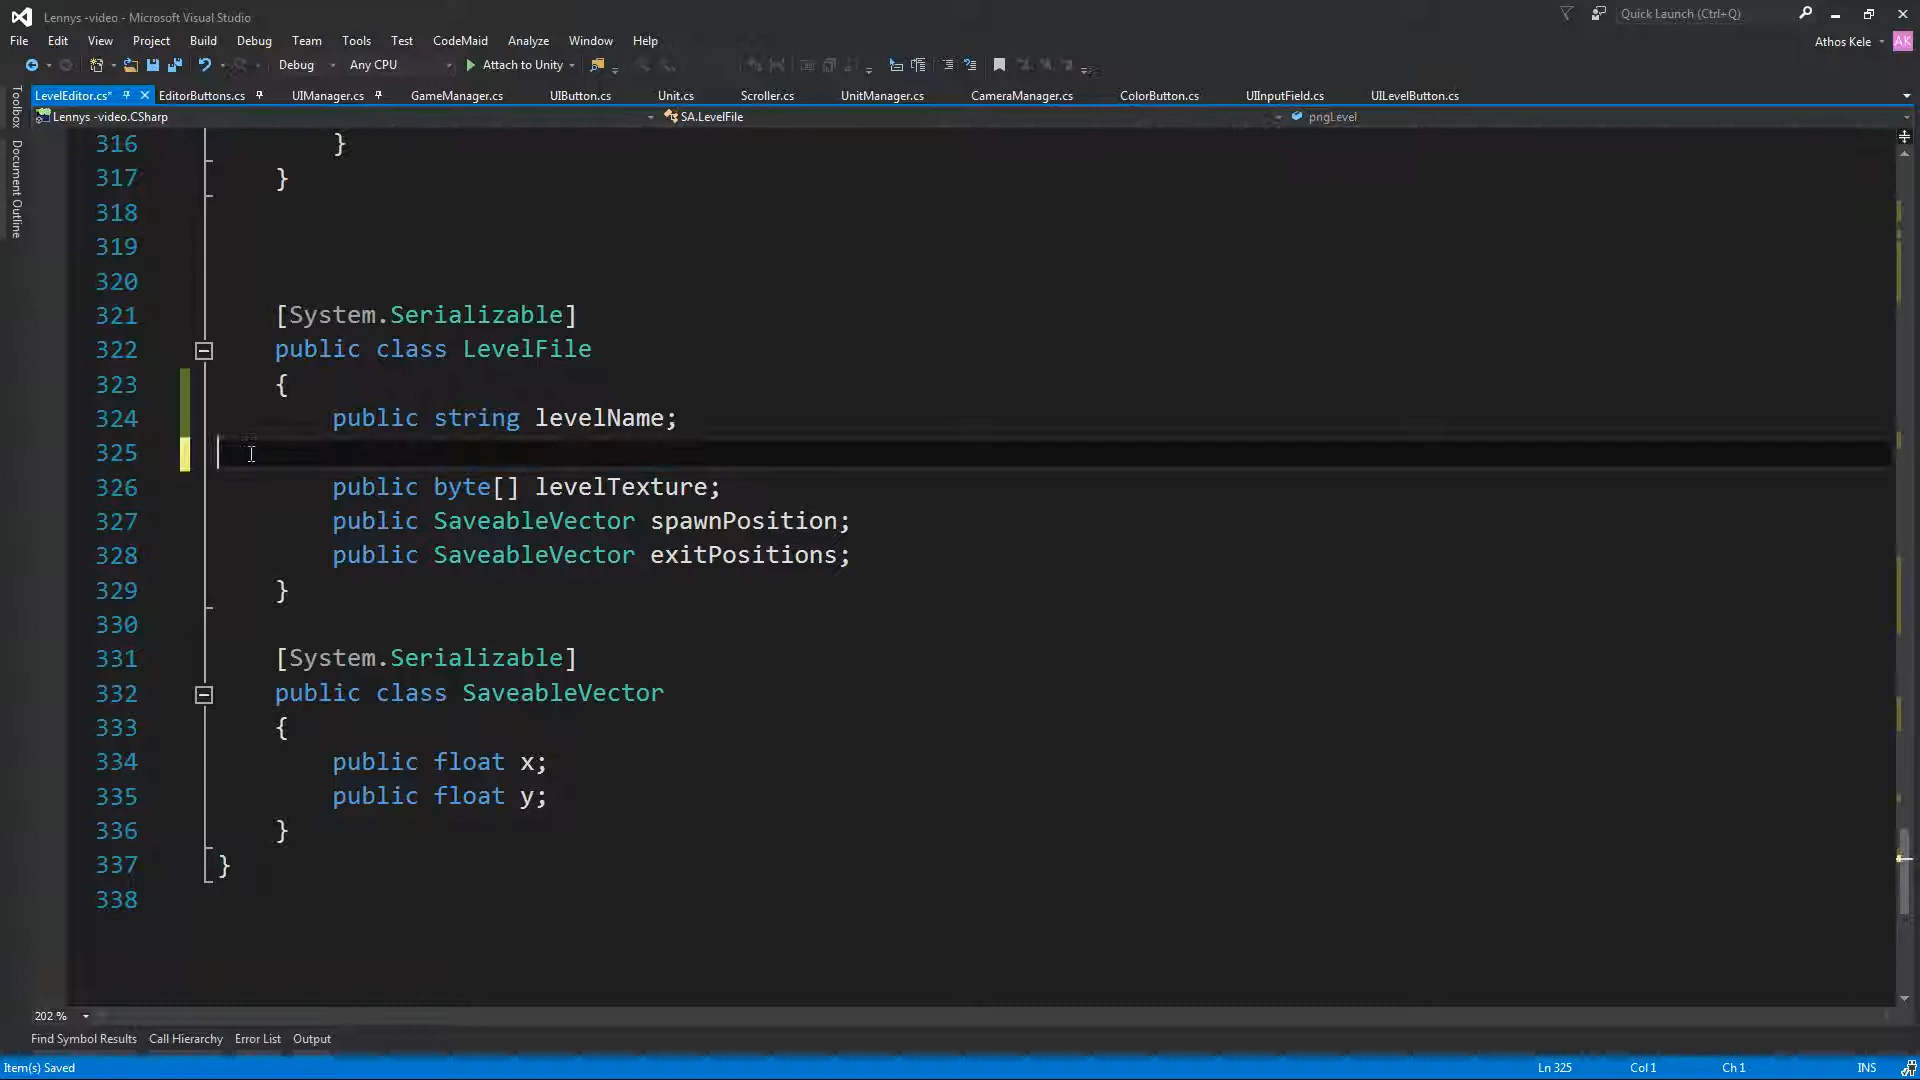 Lennys -video - Microsoft Visual Studio
Quick Launch (Ctrl+Q)
File Edit View Project Build Debug Team Tools Test CodeMaid Analyze Window Help
Athos Kele AK
Debug Any CPU Attach to Unity
LevelEditor.cs* EditorButtons.cs UIManager.cs* GameManager.cs UIButton.cs Unit.cs Scroller.cs UnitManager.cs CameraManager.cs ColorButton.cs UIInputField.cs UILevelButton.cs
Lennys -video.CSharp SA.LevelFile pngLevel
Toolbox
Document Outline
316 }
317 }
318
319
320
321 [System.Serializable]
322 public class LevelFile
323 {
324 public string levelName;
325
326 public byte[] levelTexture;
327 public SaveableVector spawnPosition;
328 public SaveableVector exitPositions;
329 }
330
331 [System.Serializable]
332 public class SaveableVector
333 {
334 public float x;
335 public float y;
336 }
337 }
338
202 %
Find Symbol Results Call Hierarchy Error List Output
Item(s) Saved Ln 325 Col 1 Ch 1 INS